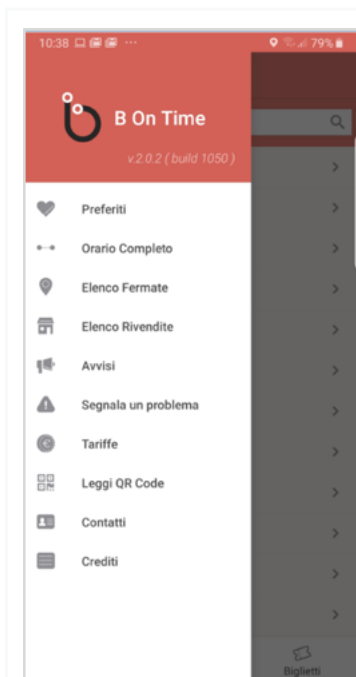 10:38 79%
B On Time
v.2.0.2 ( build 1050 )
Preferiti
Orario Completo
Elenco Fermate
Elenco Rivendite
Avvisi
Segnala un problema
Tariffe
Leggi QR Code
Contatti
Crediti
Biglietti